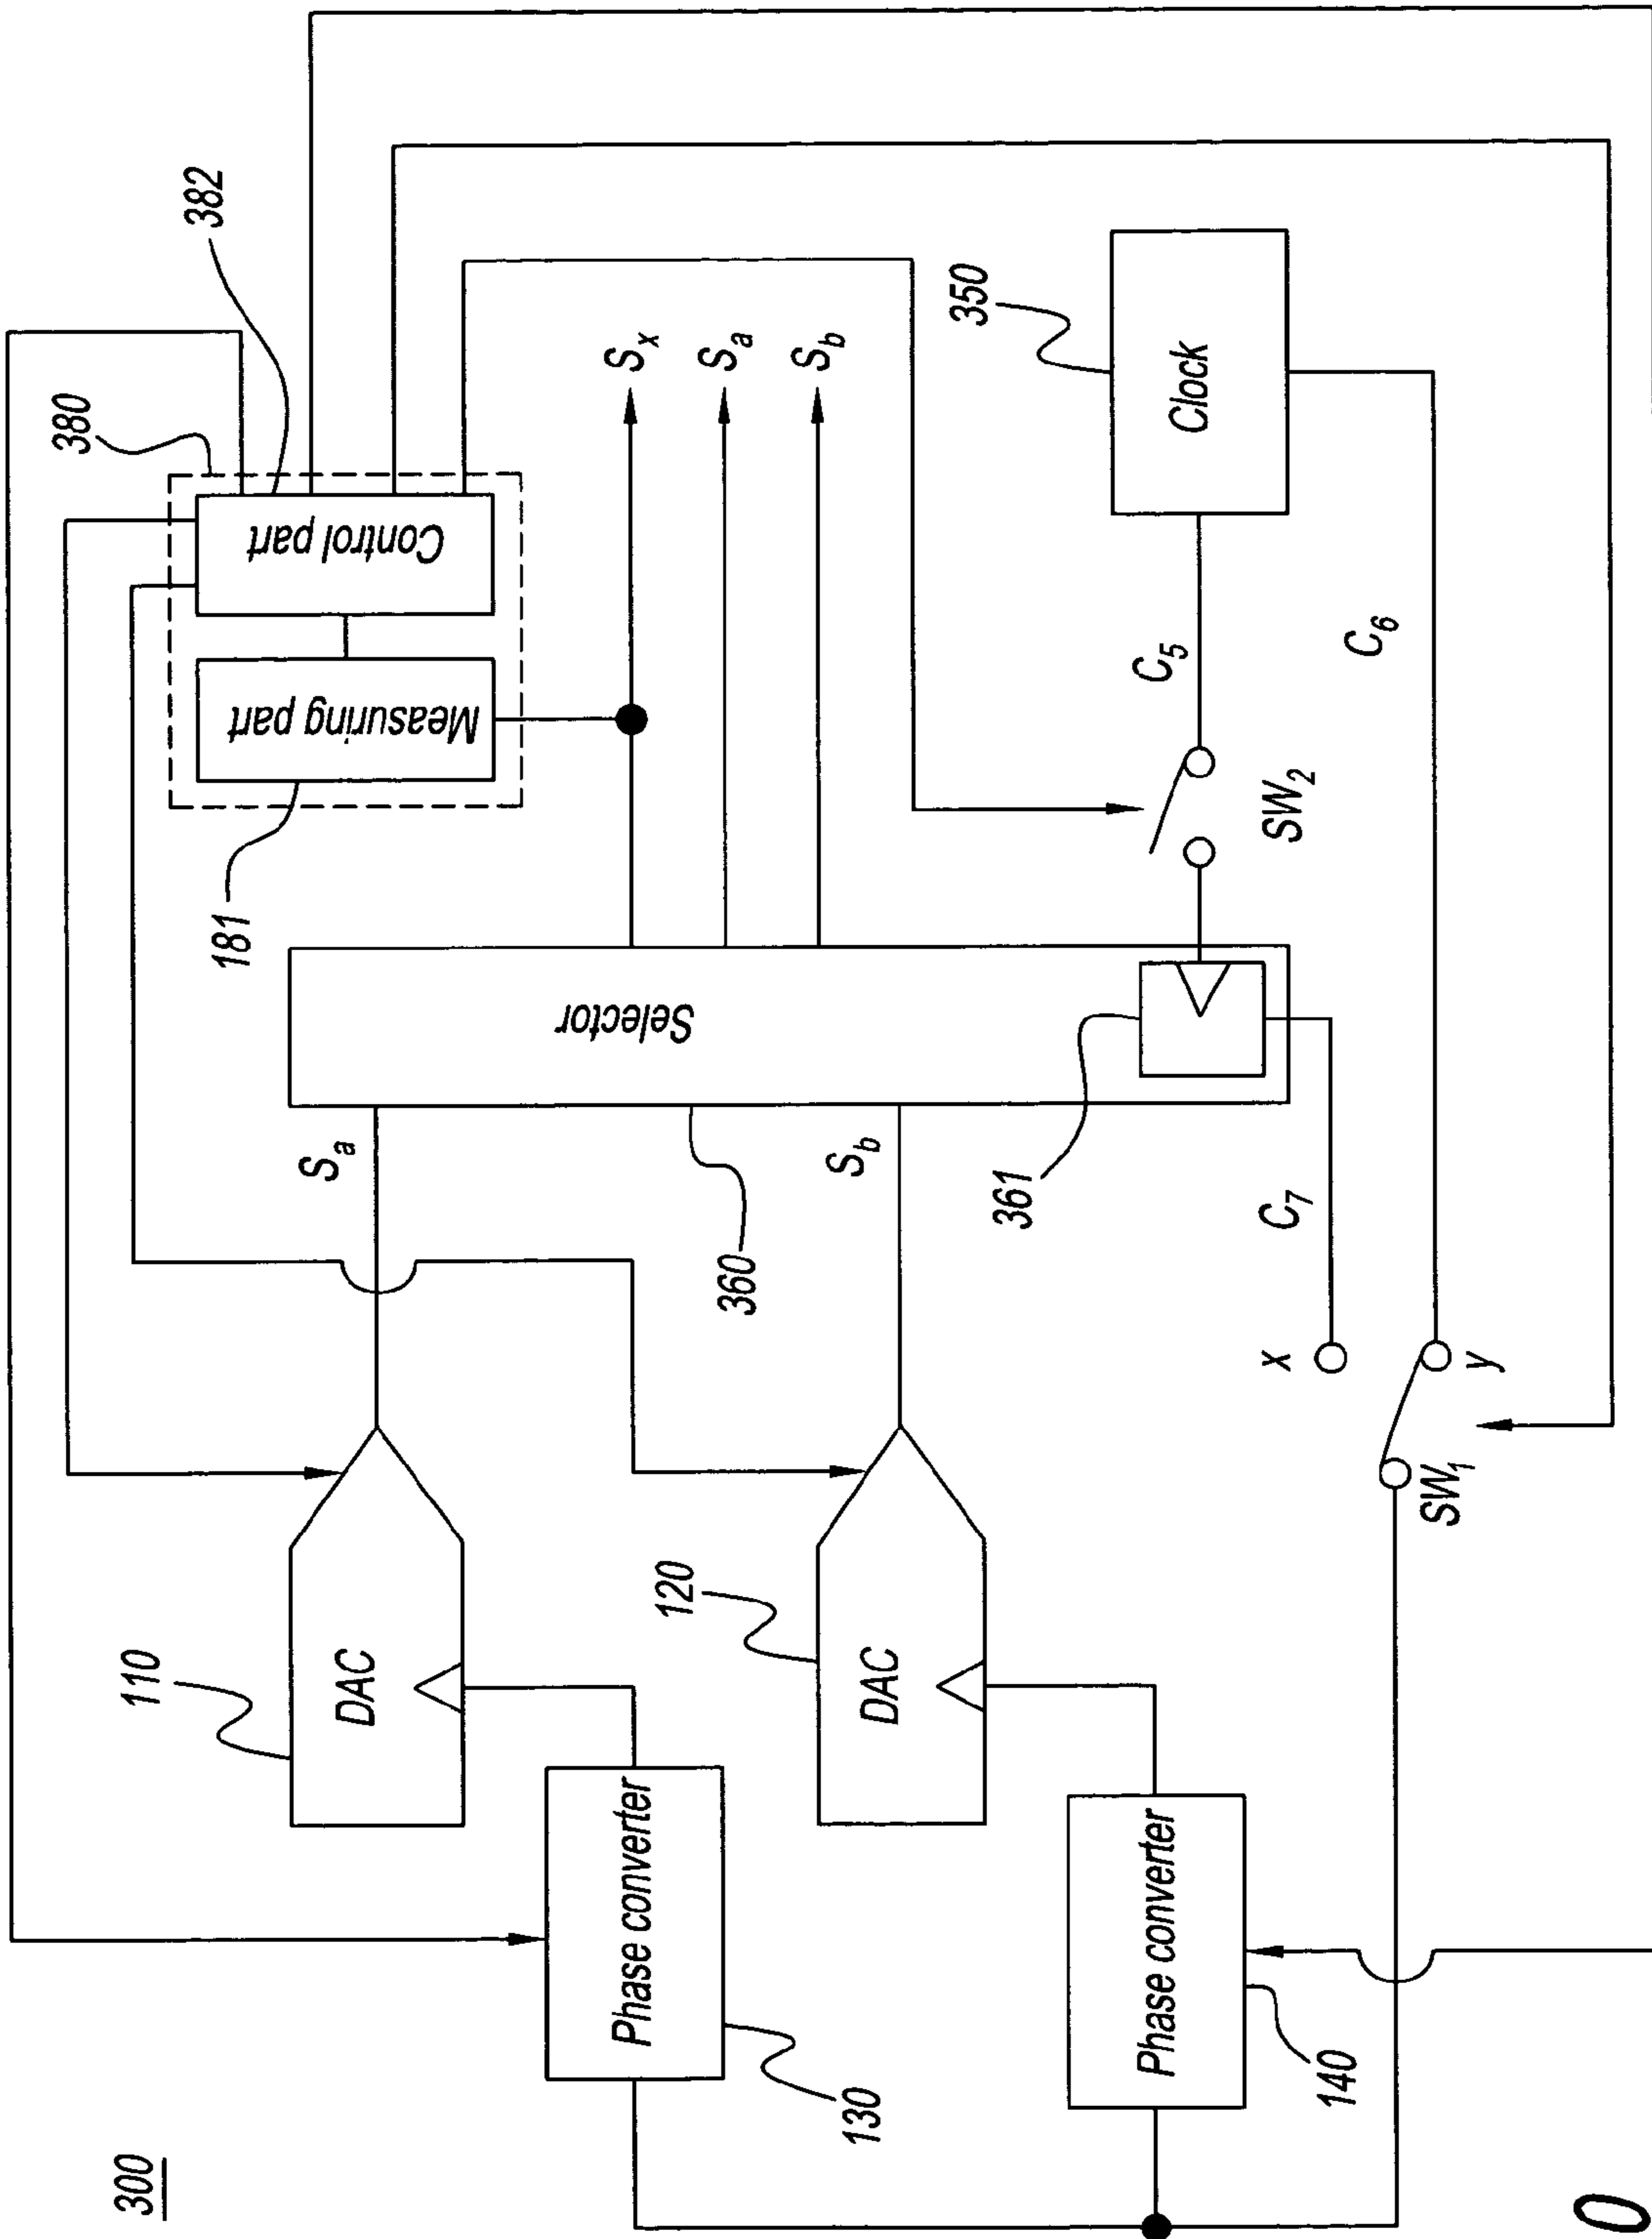 300
380
382
Control part
Measuring part
181
110
DAC
S_a
Selector
S_x
S_a
S_b
Phase converter
130
120
DAC
S_b
360
361
350
Clock
C_5
SW_2
C_6
C_7
x
y
SW_1
Phase converter
140
0